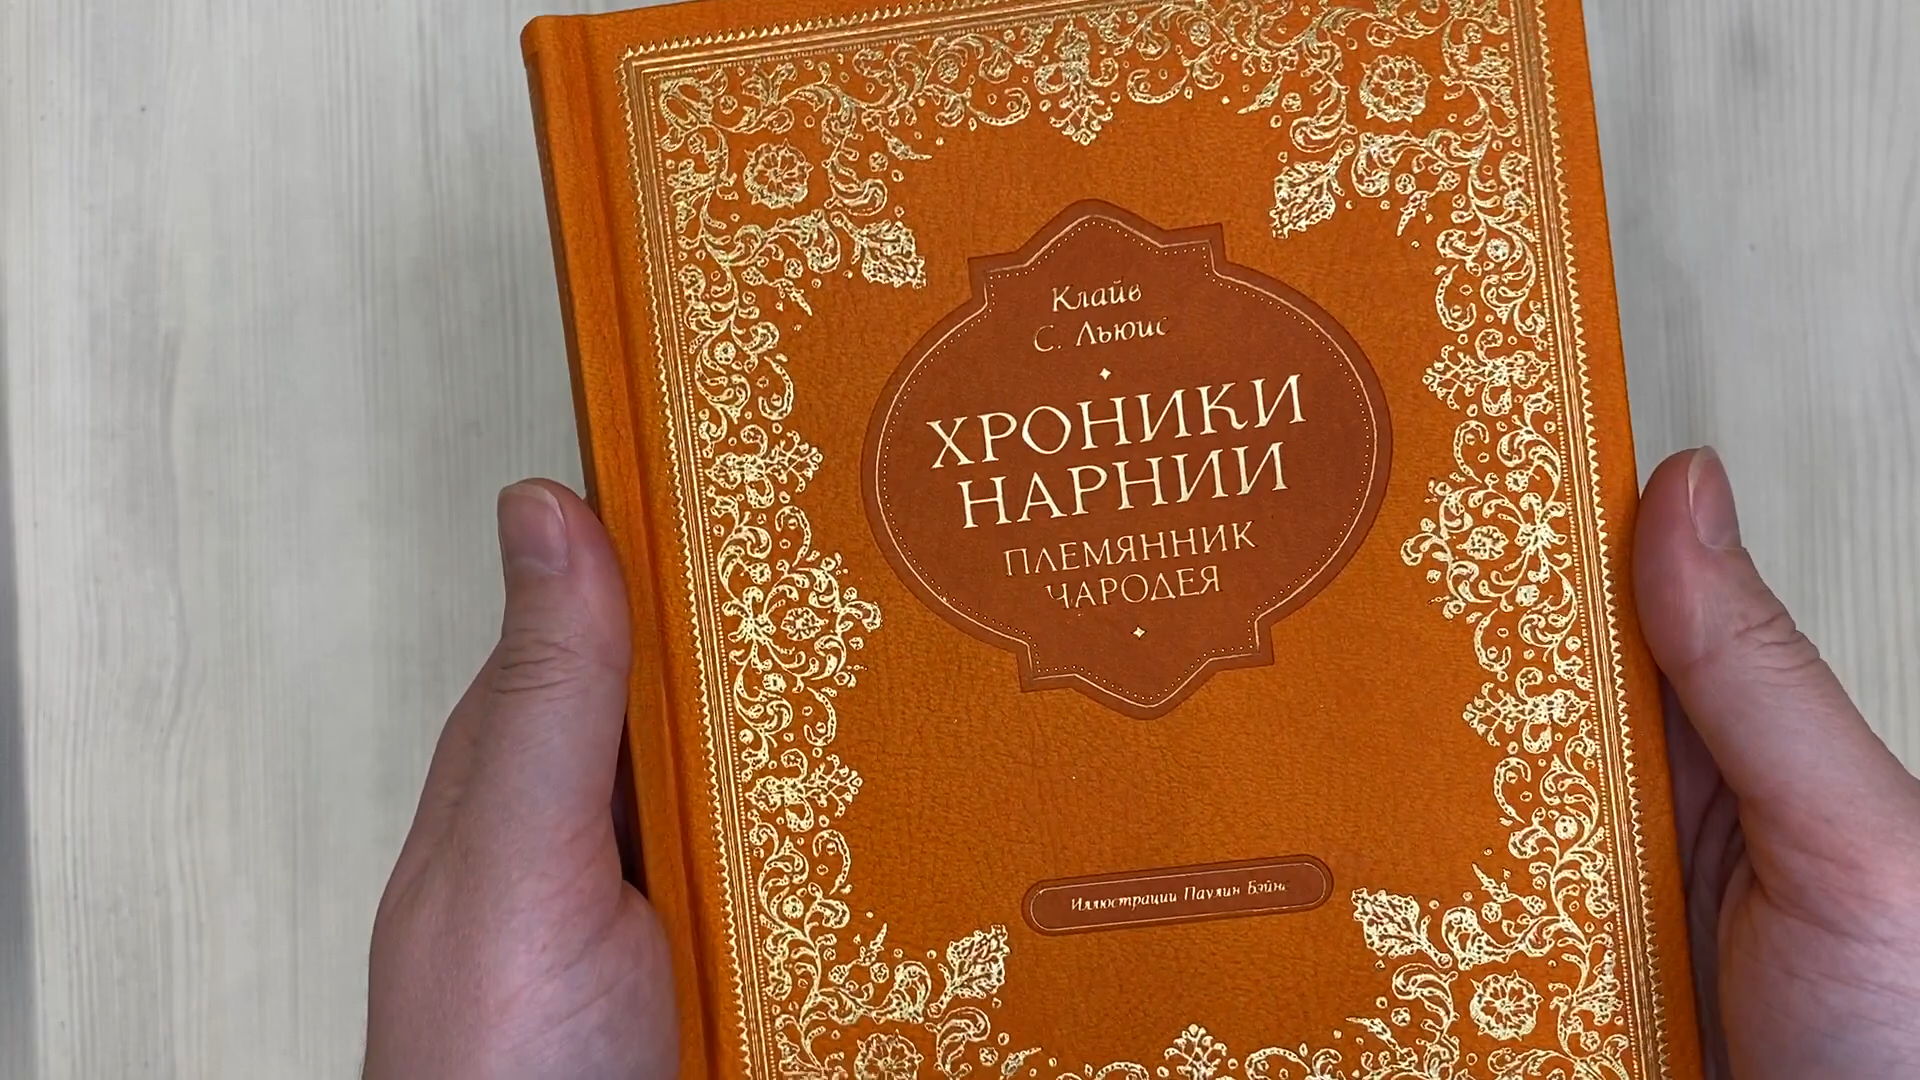 Клайв
С. Льюис
ХРОНИКИ
НАРНИИ
ПЛЕМЯННИК
ЧАРОДЕЯ
Иллюстрации Паулин Бэйнс